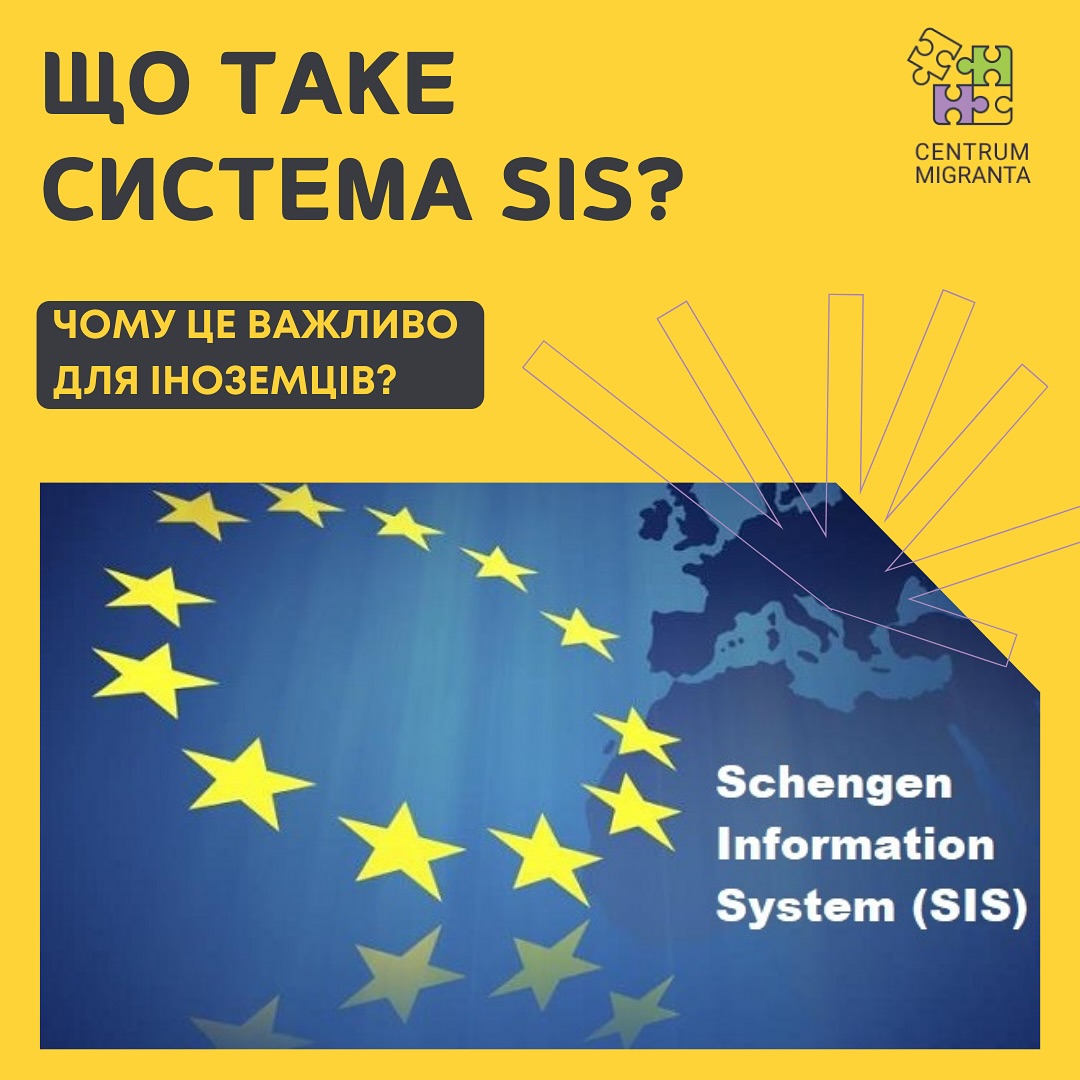 ЩО ТАКЕ
СИСТЕМА SIS?
CENTRUM
MIGRANTA
ЧОМУ ЦЕ ВАЖЛИВО
ДЛЯ ІНОЗЕМЦІВ?
Schengen
Information
System (SIS)